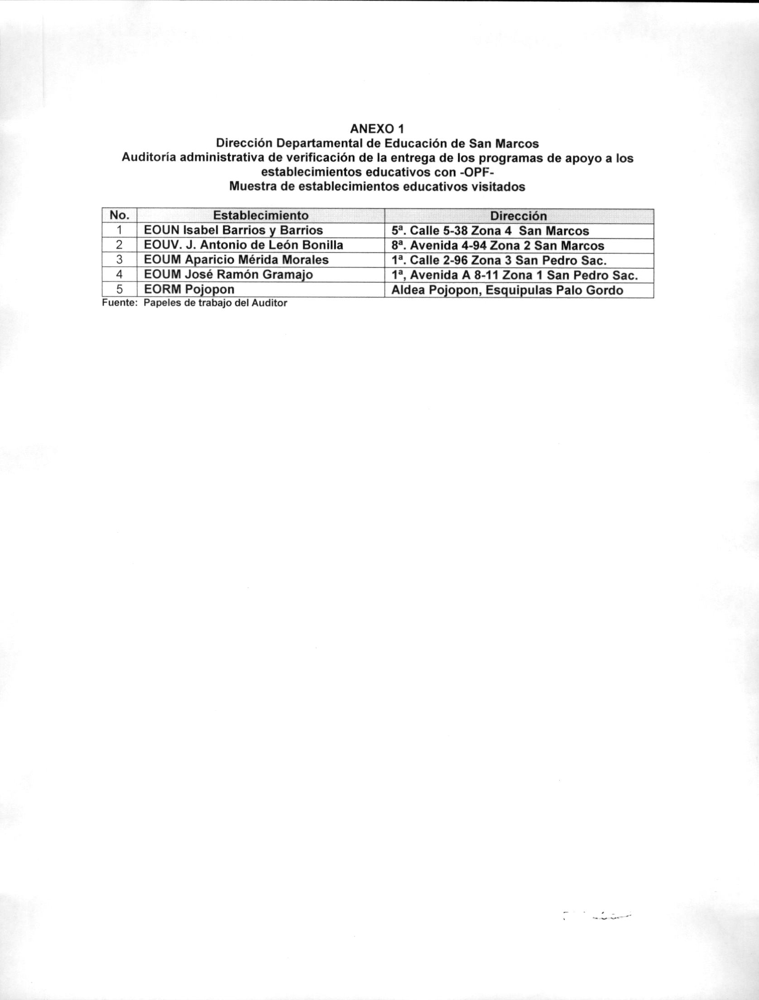 ANEXO 1
Dirección Departamental de Educación de San Marcos
Auditoría administrativa de verificación de la entrega de los programas de apoyo a los
establecimientos educativos con -OPF-
Muestra de establecimientos educativos visitados
No. Establecimiento Dirección
1 EOUN Isabel Barrios y Barrios 5ª. Calle 5-38 Zona 4 San Marcos
2 EOUV. J. Antonio de León Bonilla 8ª. Avenida 4-94 Zona 2 San Marcos
3 EOUM Aparicio Mérida Morales 1ª. Calle 2-96 Zona 3 San Pedro Sac.
4 EOUM José Ramón Gramajo 1ª, Avenida A 8-11 Zona 1 San Pedro Sac.
5 EORM Pojopon Aldea Pojopon, Esquipulas Palo Gordo
Fuente: Papeles de trabajo del Auditor